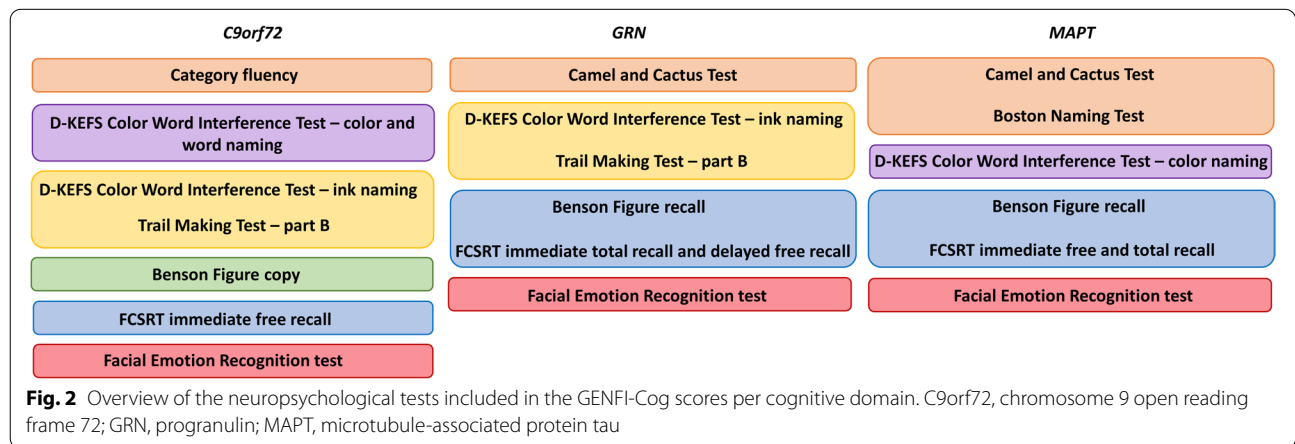 C9orf72
Category fluency
D-KEFS Color Word Interference Test – color and
word naming
D-KEFS Color Word Interference Test – ink naming
Trail Making Test – part B
Benson Figure copy
FCSRT immediate free recall
Facial Emotion Recognition test
GRN
Camel and Cactus Test
D-KEFS Color Word Interference Test – ink naming
Trail Making Test – part B
Benson Figure recall
FCSRT immediate total recall and delayed free recall
Facial Emotion Recognition test
MAPT
Camel and Cactus Test
Boston Naming Test
D-KEFS Color Word Interference Test – color naming
Benson Figure recall
FCSRT immediate free and total recall
Facial Emotion Recognition test
Fig. 2 Overview of the neuropsychological tests included in the GENFI-Cog scores per cognitive domain. C9orf72, chromosome 9 open reading
frame 72; GRN, progranulin; MAPT, microtubule-associated protein tau